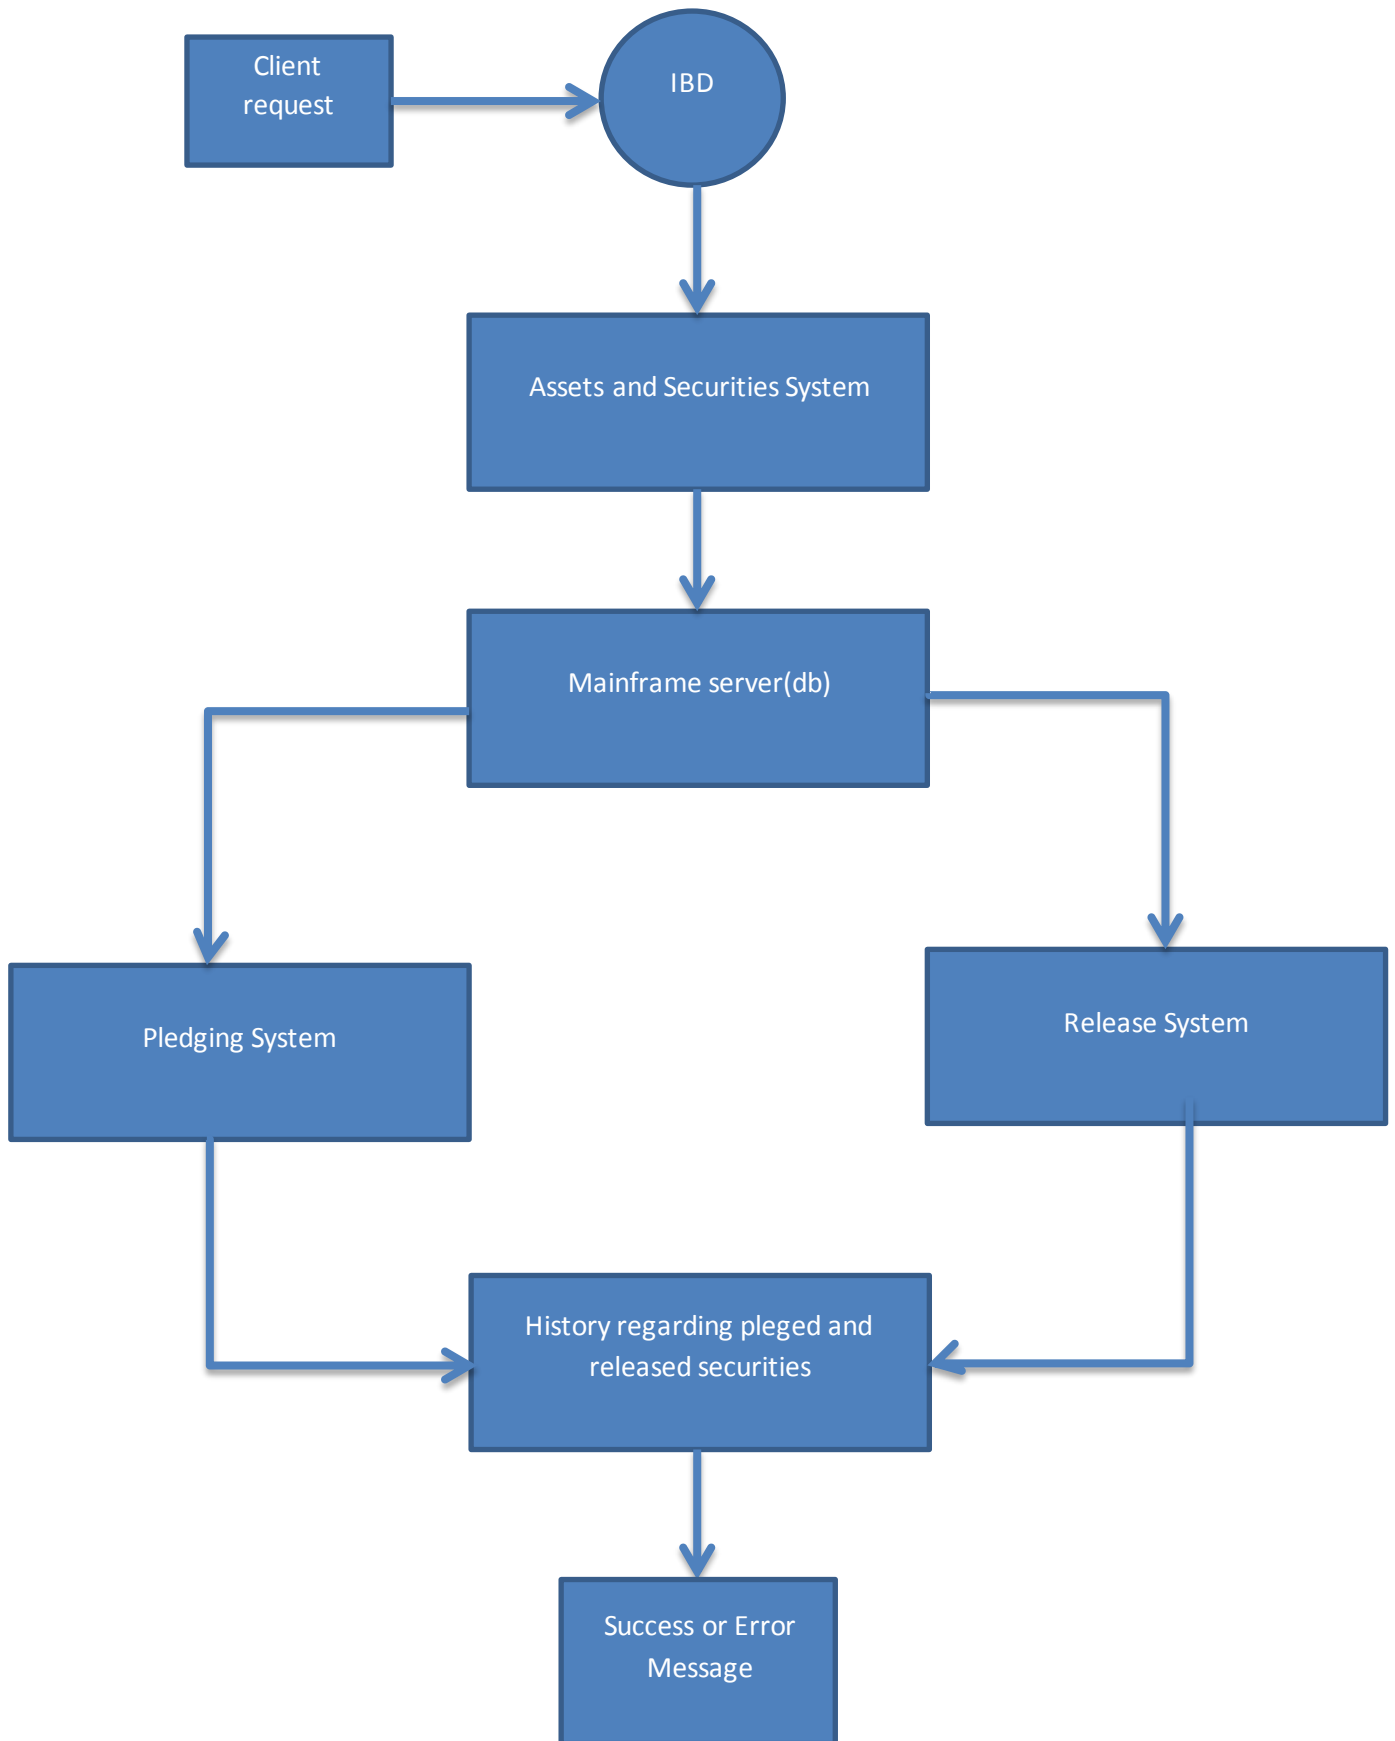 Client
request
IBD
Assets and Securities System
Mainframe server(db)
Pledging System
Release System
History regarding pleged and
released securities
Success or Error
Message